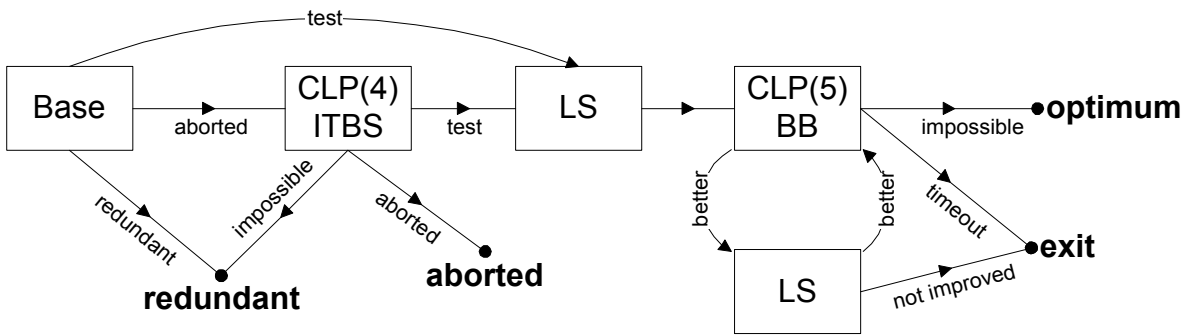 test
Base
aborted
CLP(4)
ITBS
test
LS
CLP(5)
BB
impossible
optimum
redundant
impossible
aborted
better
better
timeout
redundant
aborted
LS
not improved
exit